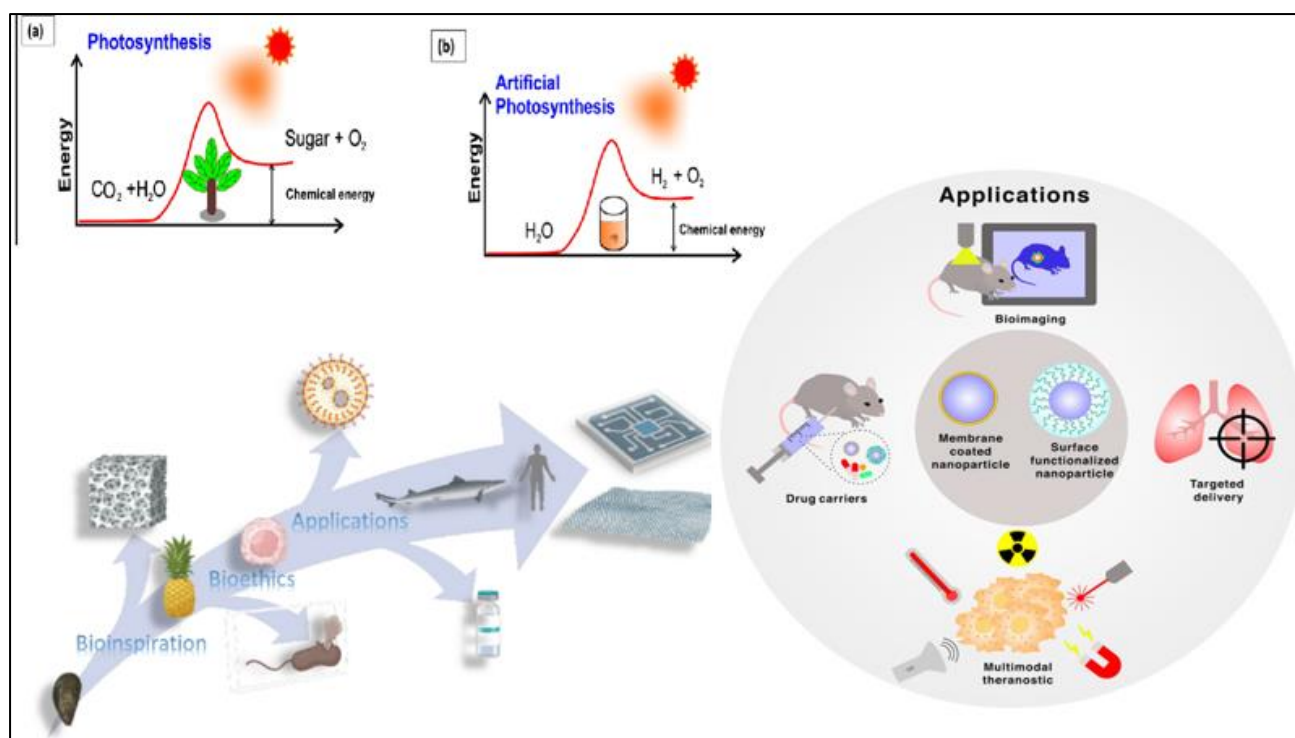 (a)
Photosynthesis
Energy
CO₂ +H₂O
Sugar + O₂
Chemical energy
[b)
Artificial
Photosynthesis
Energy
H₂O
H₂ + O₂
Chemical energy
Bioinspiration
Bioethics
Applications
Applications
Bioimaging
Membrane
coated
nanoparticle
Surface
functionalized
nanoparticle
Drug carriers
Targeted
delivery
Multimodal
theranostic